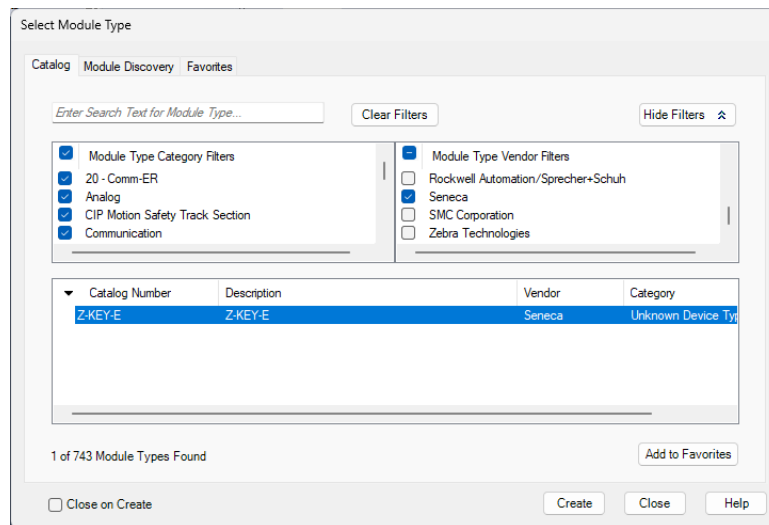 Select Module Type
Catalog Module Discovery Favorites
Enter Search Text for Module Type...
Clear Filters
Hide Filters
Module Type Category Filters
20 - Comm-ER
Analog
CIP Motion Safety Track Section
Communication
Module Type Vendor Filters
Rockwell Automation/Sprecher+Schuh
Seneca
SMC Corporation
Zebra Technologies
Catalog Number Description Vendor Category
Z-KEY-E Z-KEY-E Seneca Unknown Device Typ
1 of 743 Module Types Found
Add to Favorites
Close on Create
Create Close Help